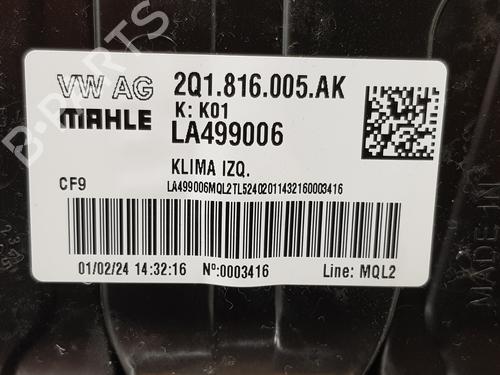 VW AG
2Q1.816.005.AK
MAHLE
K: K01
LA499006
KLIMA IZQ.
CF9
LA499006MQL2TL52402011432160003416
01/02/24 14:32:16
Nº:0003416
Line: MQL2
MADE IN
B-PARTS